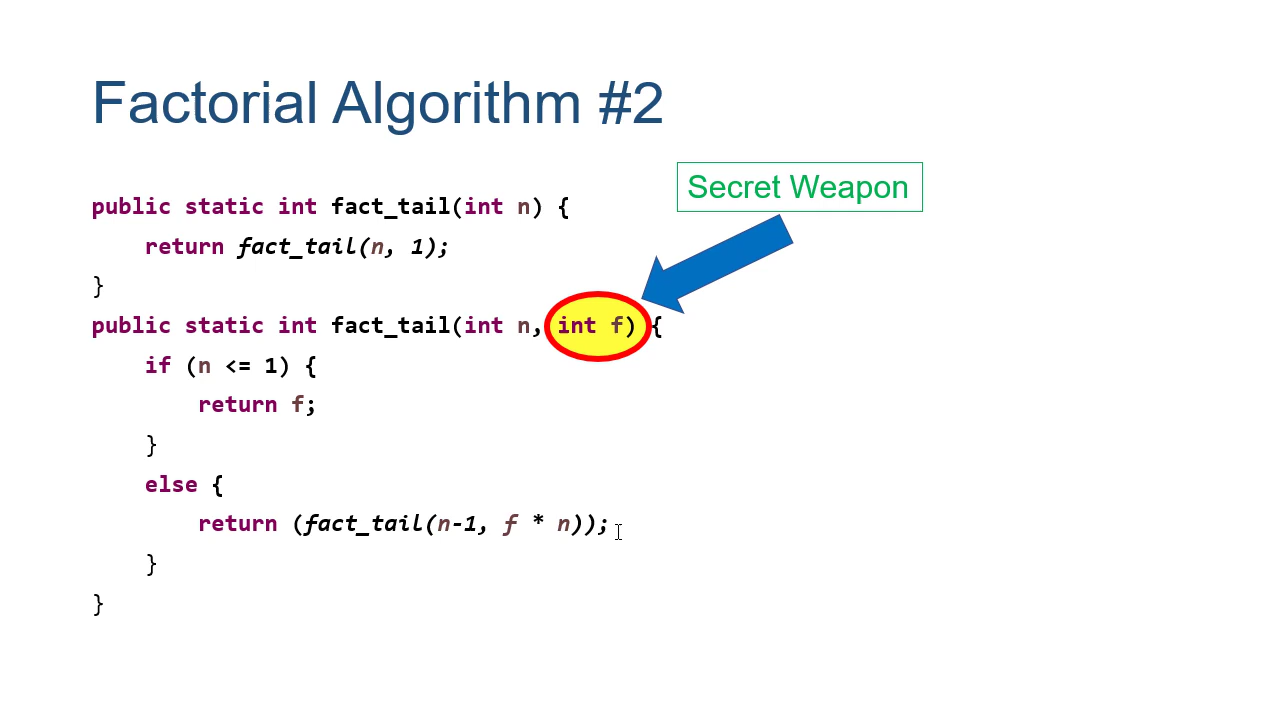 Factorial Algorithm #2
Secret Weapon
public static int fact_tail(int n) {
    return fact_tail(n, 1);
}
public static int fact_tail(int n, int f) {
    if (n <= 1) {
        return f;
    }
    else {
        return (fact_tail(n-1, f * n));
    }
}